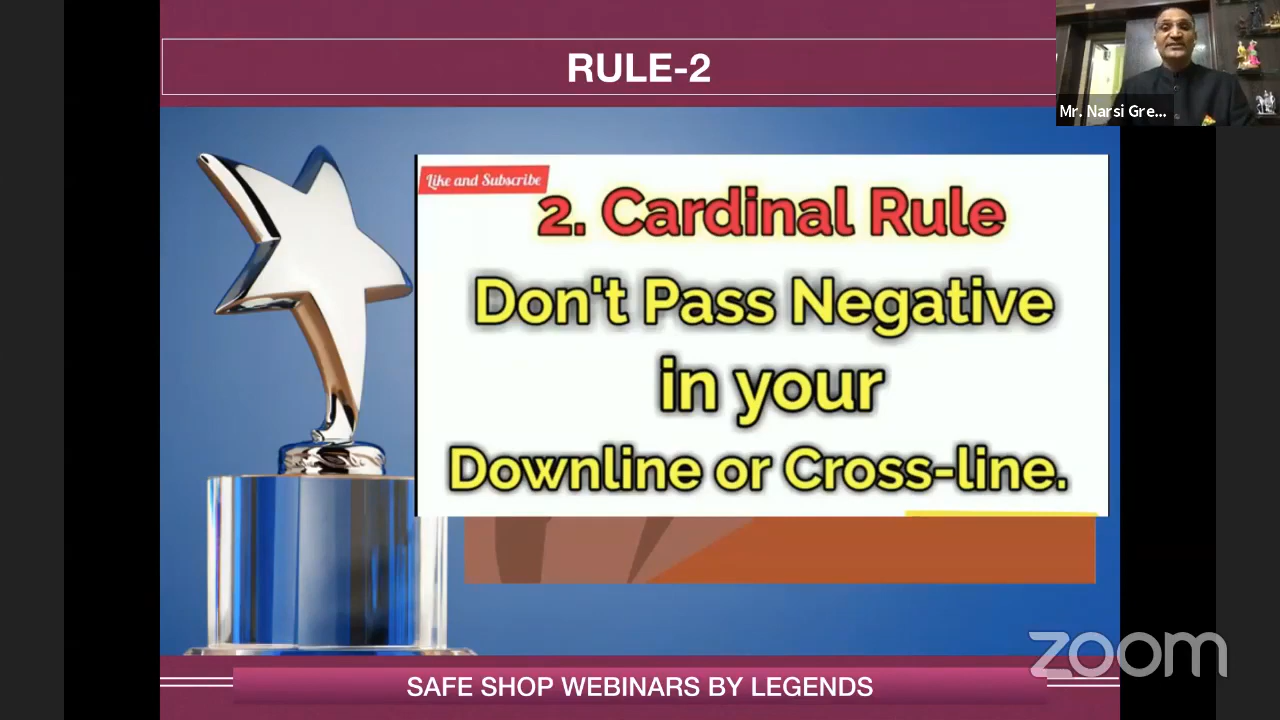 RULE-2
Mr. Narsi Gre...
Like and Subscribe
2. Cardinal Rule
Don't Pass Negative
in your
Downline or Cross-line.
zoom
SAFE SHOP WEBINARS BY LEGENDS